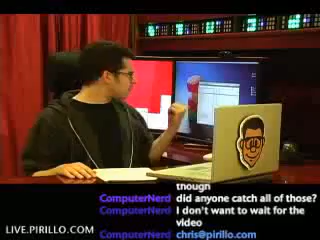 though
ComputerNerd did anyone catch all of those?
ComputerNerd I don't want to wait for the
video
LIVE.PIRILLO.COM ComputerNerd chris@pirillo.com